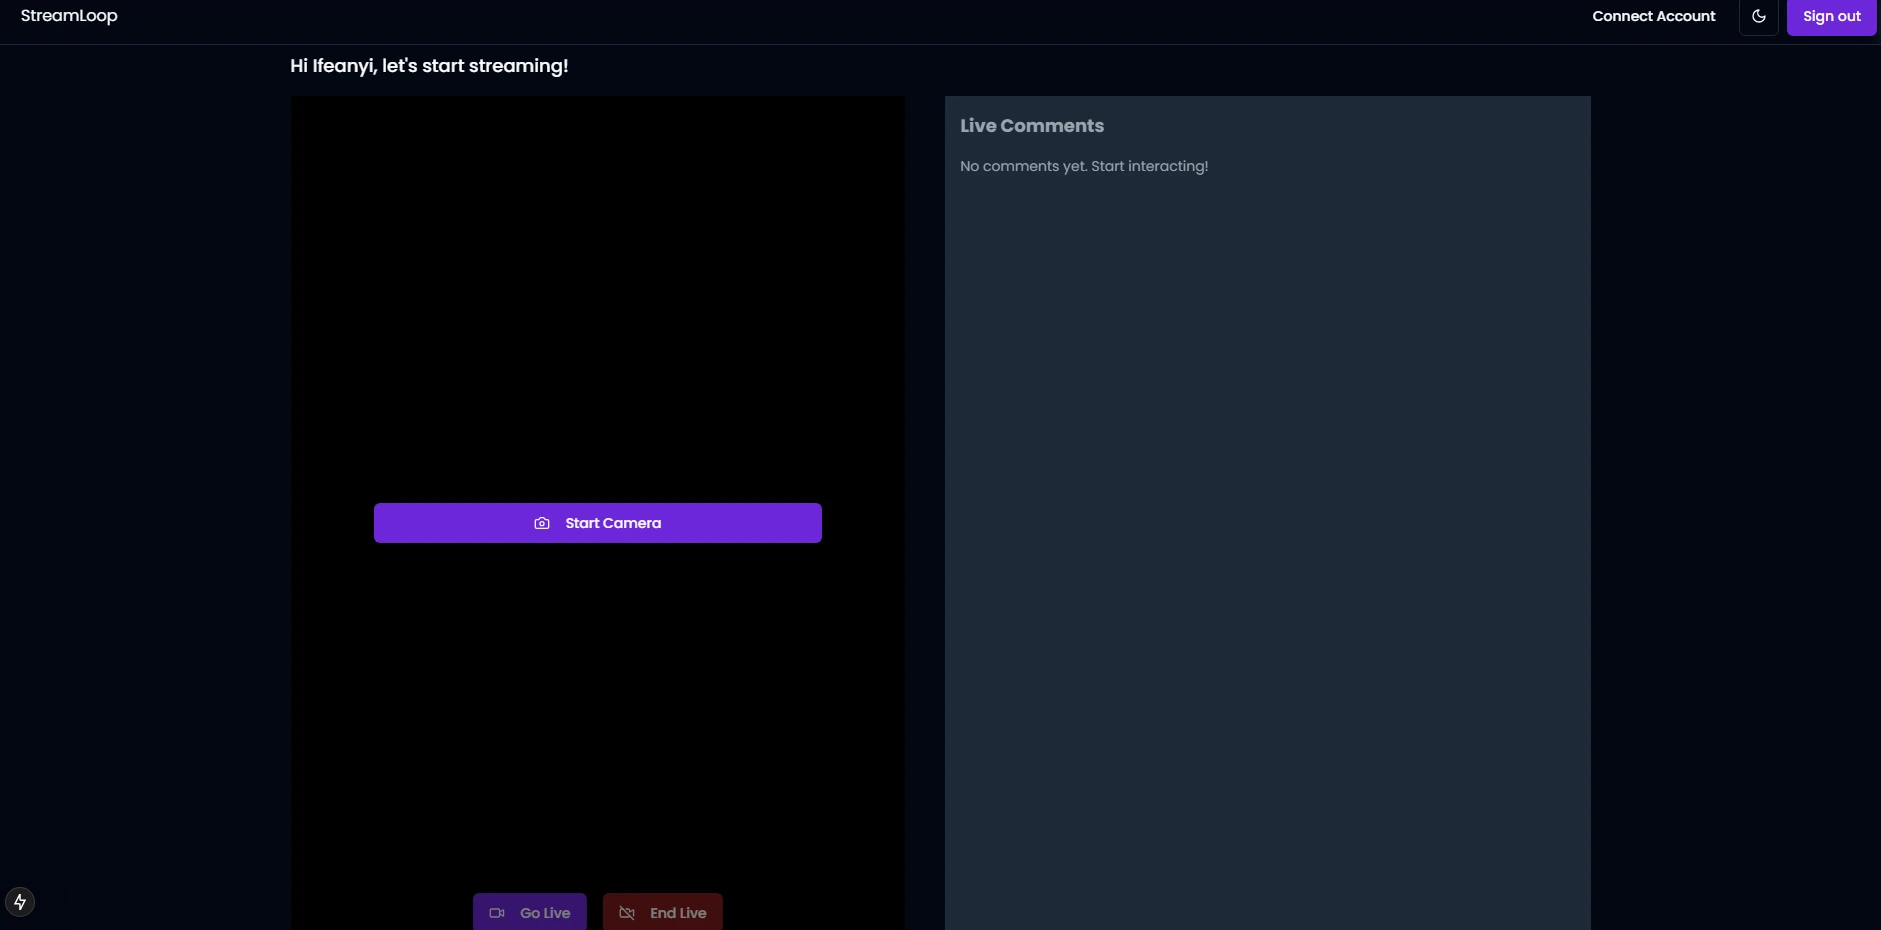 StreamLoop
Connect Account
Sign out
Hi Ifeanyi, let's start streaming!
Live Comments
No comments yet. Start interacting!
Start Camera
Go Live
End Live